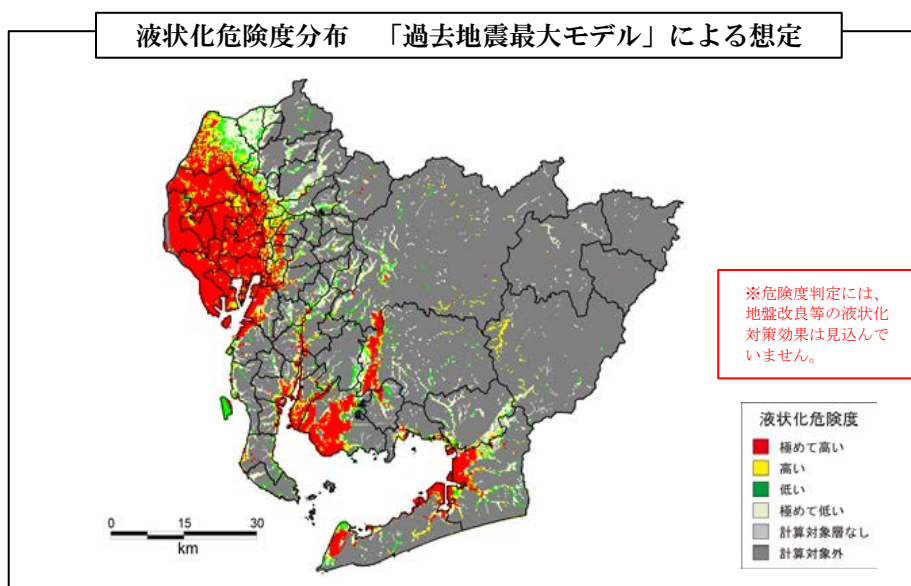 液状化危険度分布　「過去地震最大モデル」による想定
※危険度判定には、
地盤改良等の液状化
対策効果は見込んで
いません。
液状化危険度
極めて高い
高い
低い
極めて低い
計算対象層なし
計算対象外
0 15 30
km